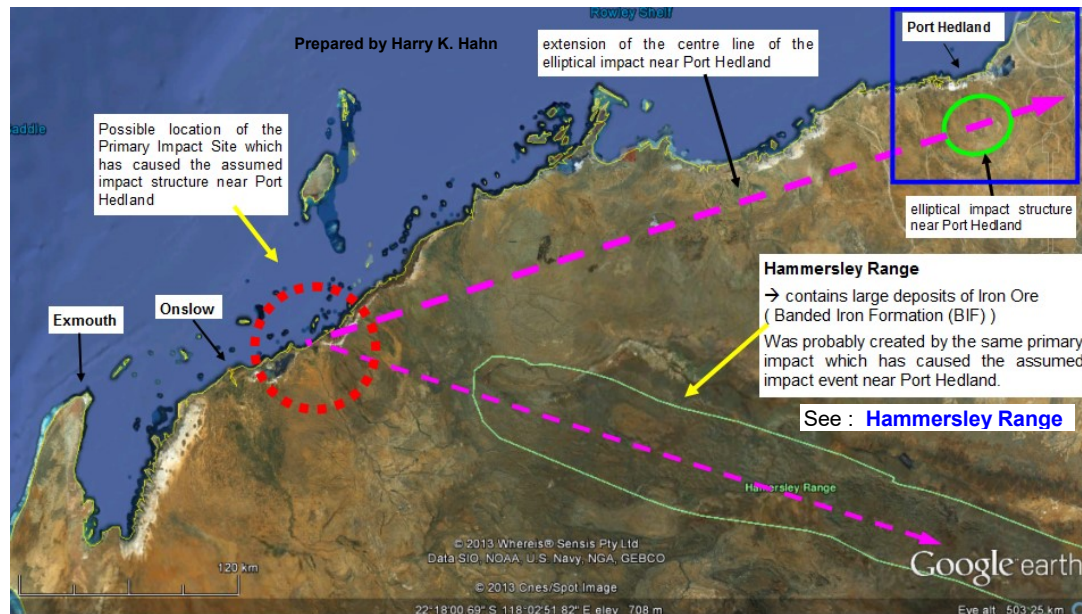 Rowley Shelf
Prepared by Harry K. Hahn
extension of the centre line of the
elliptical impact near Port Hedland
Port Hedland
Possible location of the
Primary Impact Site which
has caused the assumed
impact structure near Port
Hedland
elliptical impact structure
near Port Hedland
Hammersley Range
→ contains large deposits of Iron Ore
( Banded Iron Formation (BIF) )
Was probably created by the same primary
impact which has caused the assumed
impact event near Port Hedland.
See : Hammersley Range
Exmouth
Onslow
Hamersley Range
© 2013 Whereis® Sensis Pty Ltd
Data SIO, NOAA, U.S. Navy, NGA, GEBCO
© 2013 Cnes/Spot Image
Google earth
120 km
22°18'00.69" S 118°02'51.82" E elev 708 m
Eye alt 503.25 km